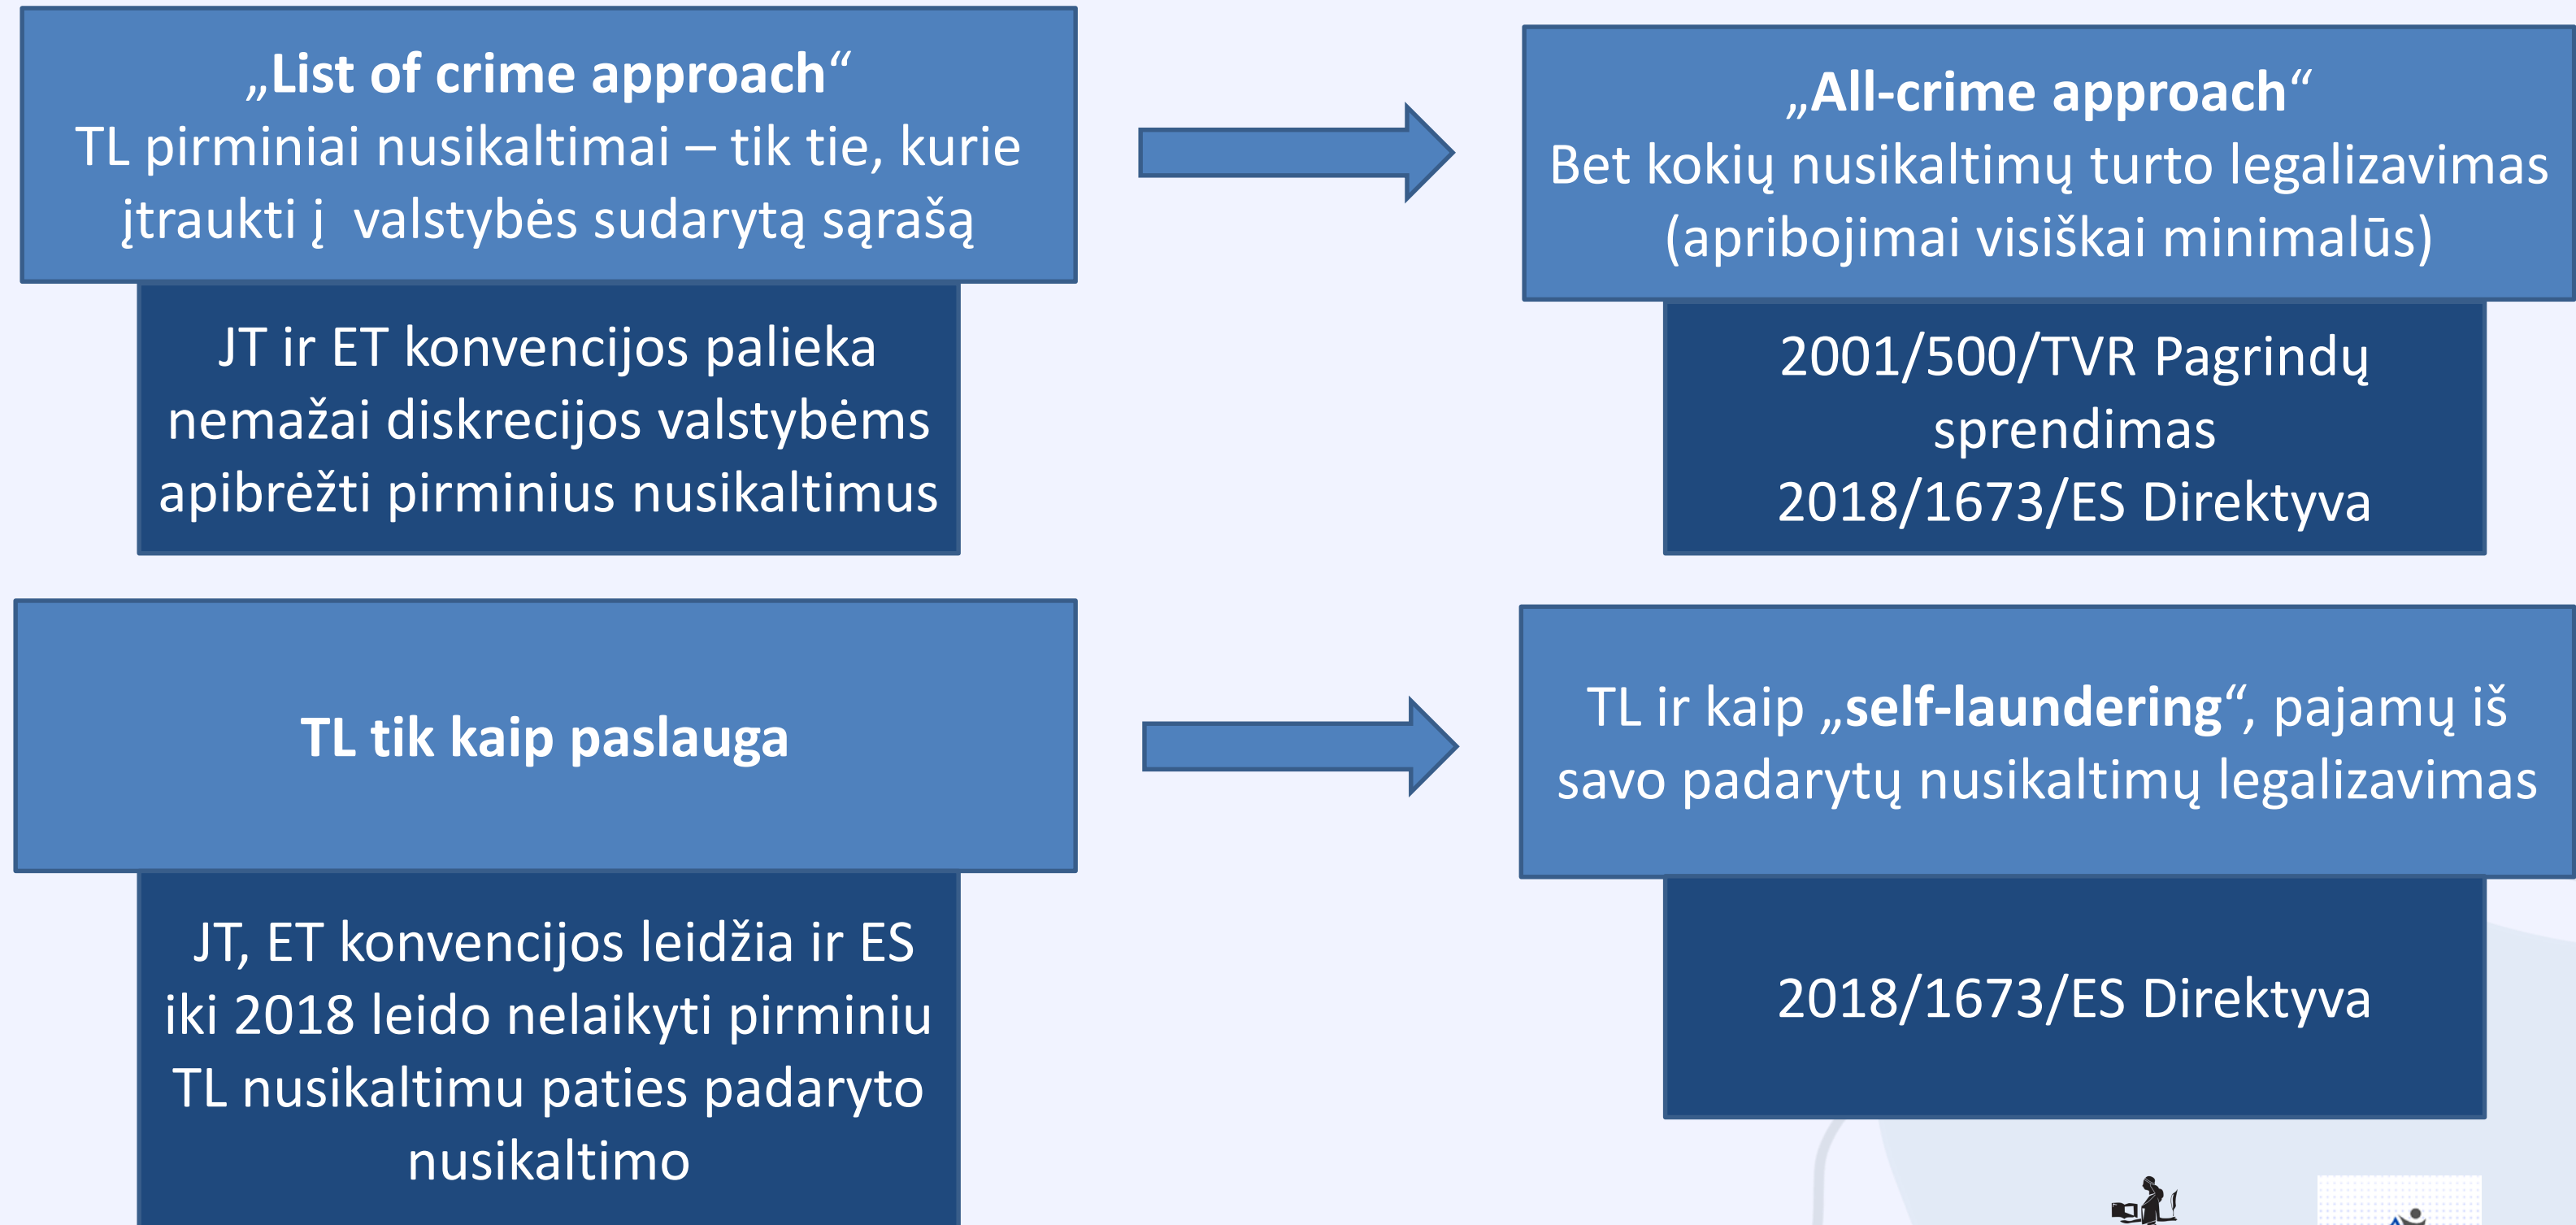 „List of crime approach“
TL pirminiai nusikaltimai – tik tie, kurie
įtraukti į valstybės sudarytą sąrašą
JT ir ET konvencijos palieka
nemažai diskrecijos valstybėms
apibrėžti pirminius nusikaltimus
„All-crime approach“
Bet kokių nusikaltimų turto legalizavimas
(apribojimai visiškai minimalūs)
2001/500/TVR Pagrindų
sprendimas
2018/1673/ES Direktyva
TL tik kaip paslauga
JT, ET konvencijos leidžia ir ES
iki 2018 leido nelaikyti pirminiu
TL nusikaltimu paties padaryto
nusikaltimo
TL ir kaip „self-laundering“, pajamų iš
savo padarytų nusikaltimų legalizavimas
2018/1673/ES Direktyva